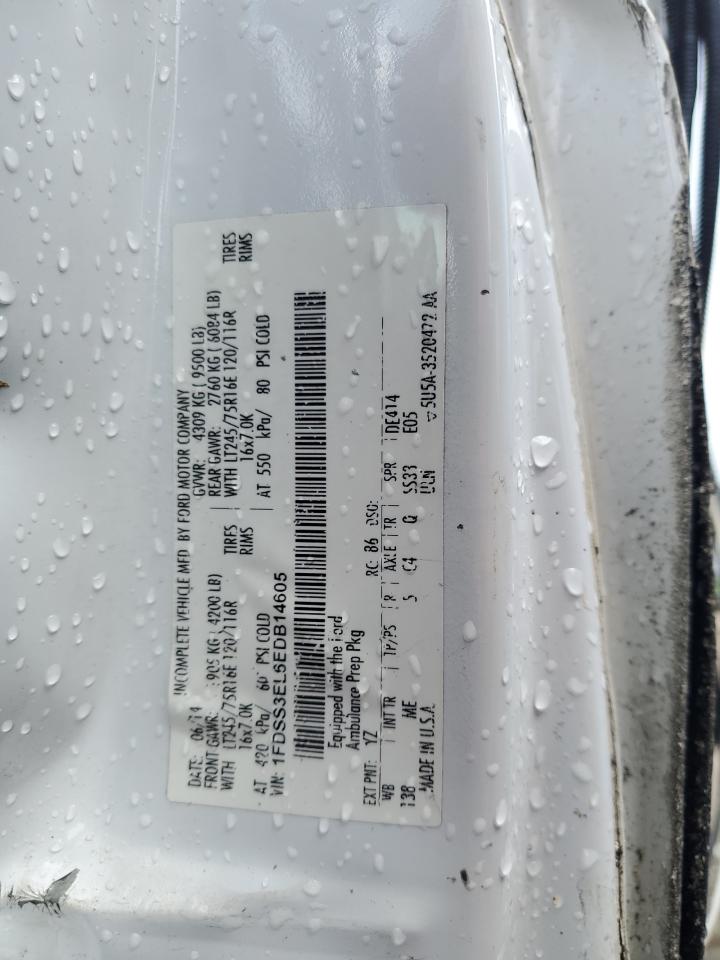 INCOMPLETE VEHICLE MFD BY FORD MOTOR COMPANY
DATE: 06/14 GVWR: 4309 KG ( 9500 LB)
FRONT GAWR: 1905 KG( 4200 LB) REAR GAWR: 2760 KG ( 6084 LB)
WITH LT245/75R16E 120/116R TIRES WITH LT245/75R16E 120/116R TIRES
16x7.0K RIMS 16x7.0K RIMS
AT 420 kPa/ 60 PSI COLD AT 550 kPa/ 80 PSI COLD
VIN: 1FDSS3EL5EDB14605
Equipped with the Ford
Ambulance Prep Pkg
EXT PNT: YZ RC: 86 DSO:
WB INT TR TP/PS R AXLE TR SPR DE414
138 ME 5 C4 Q SS33 E05
MADE IN U.S.A. 5U5A-3520472 AA